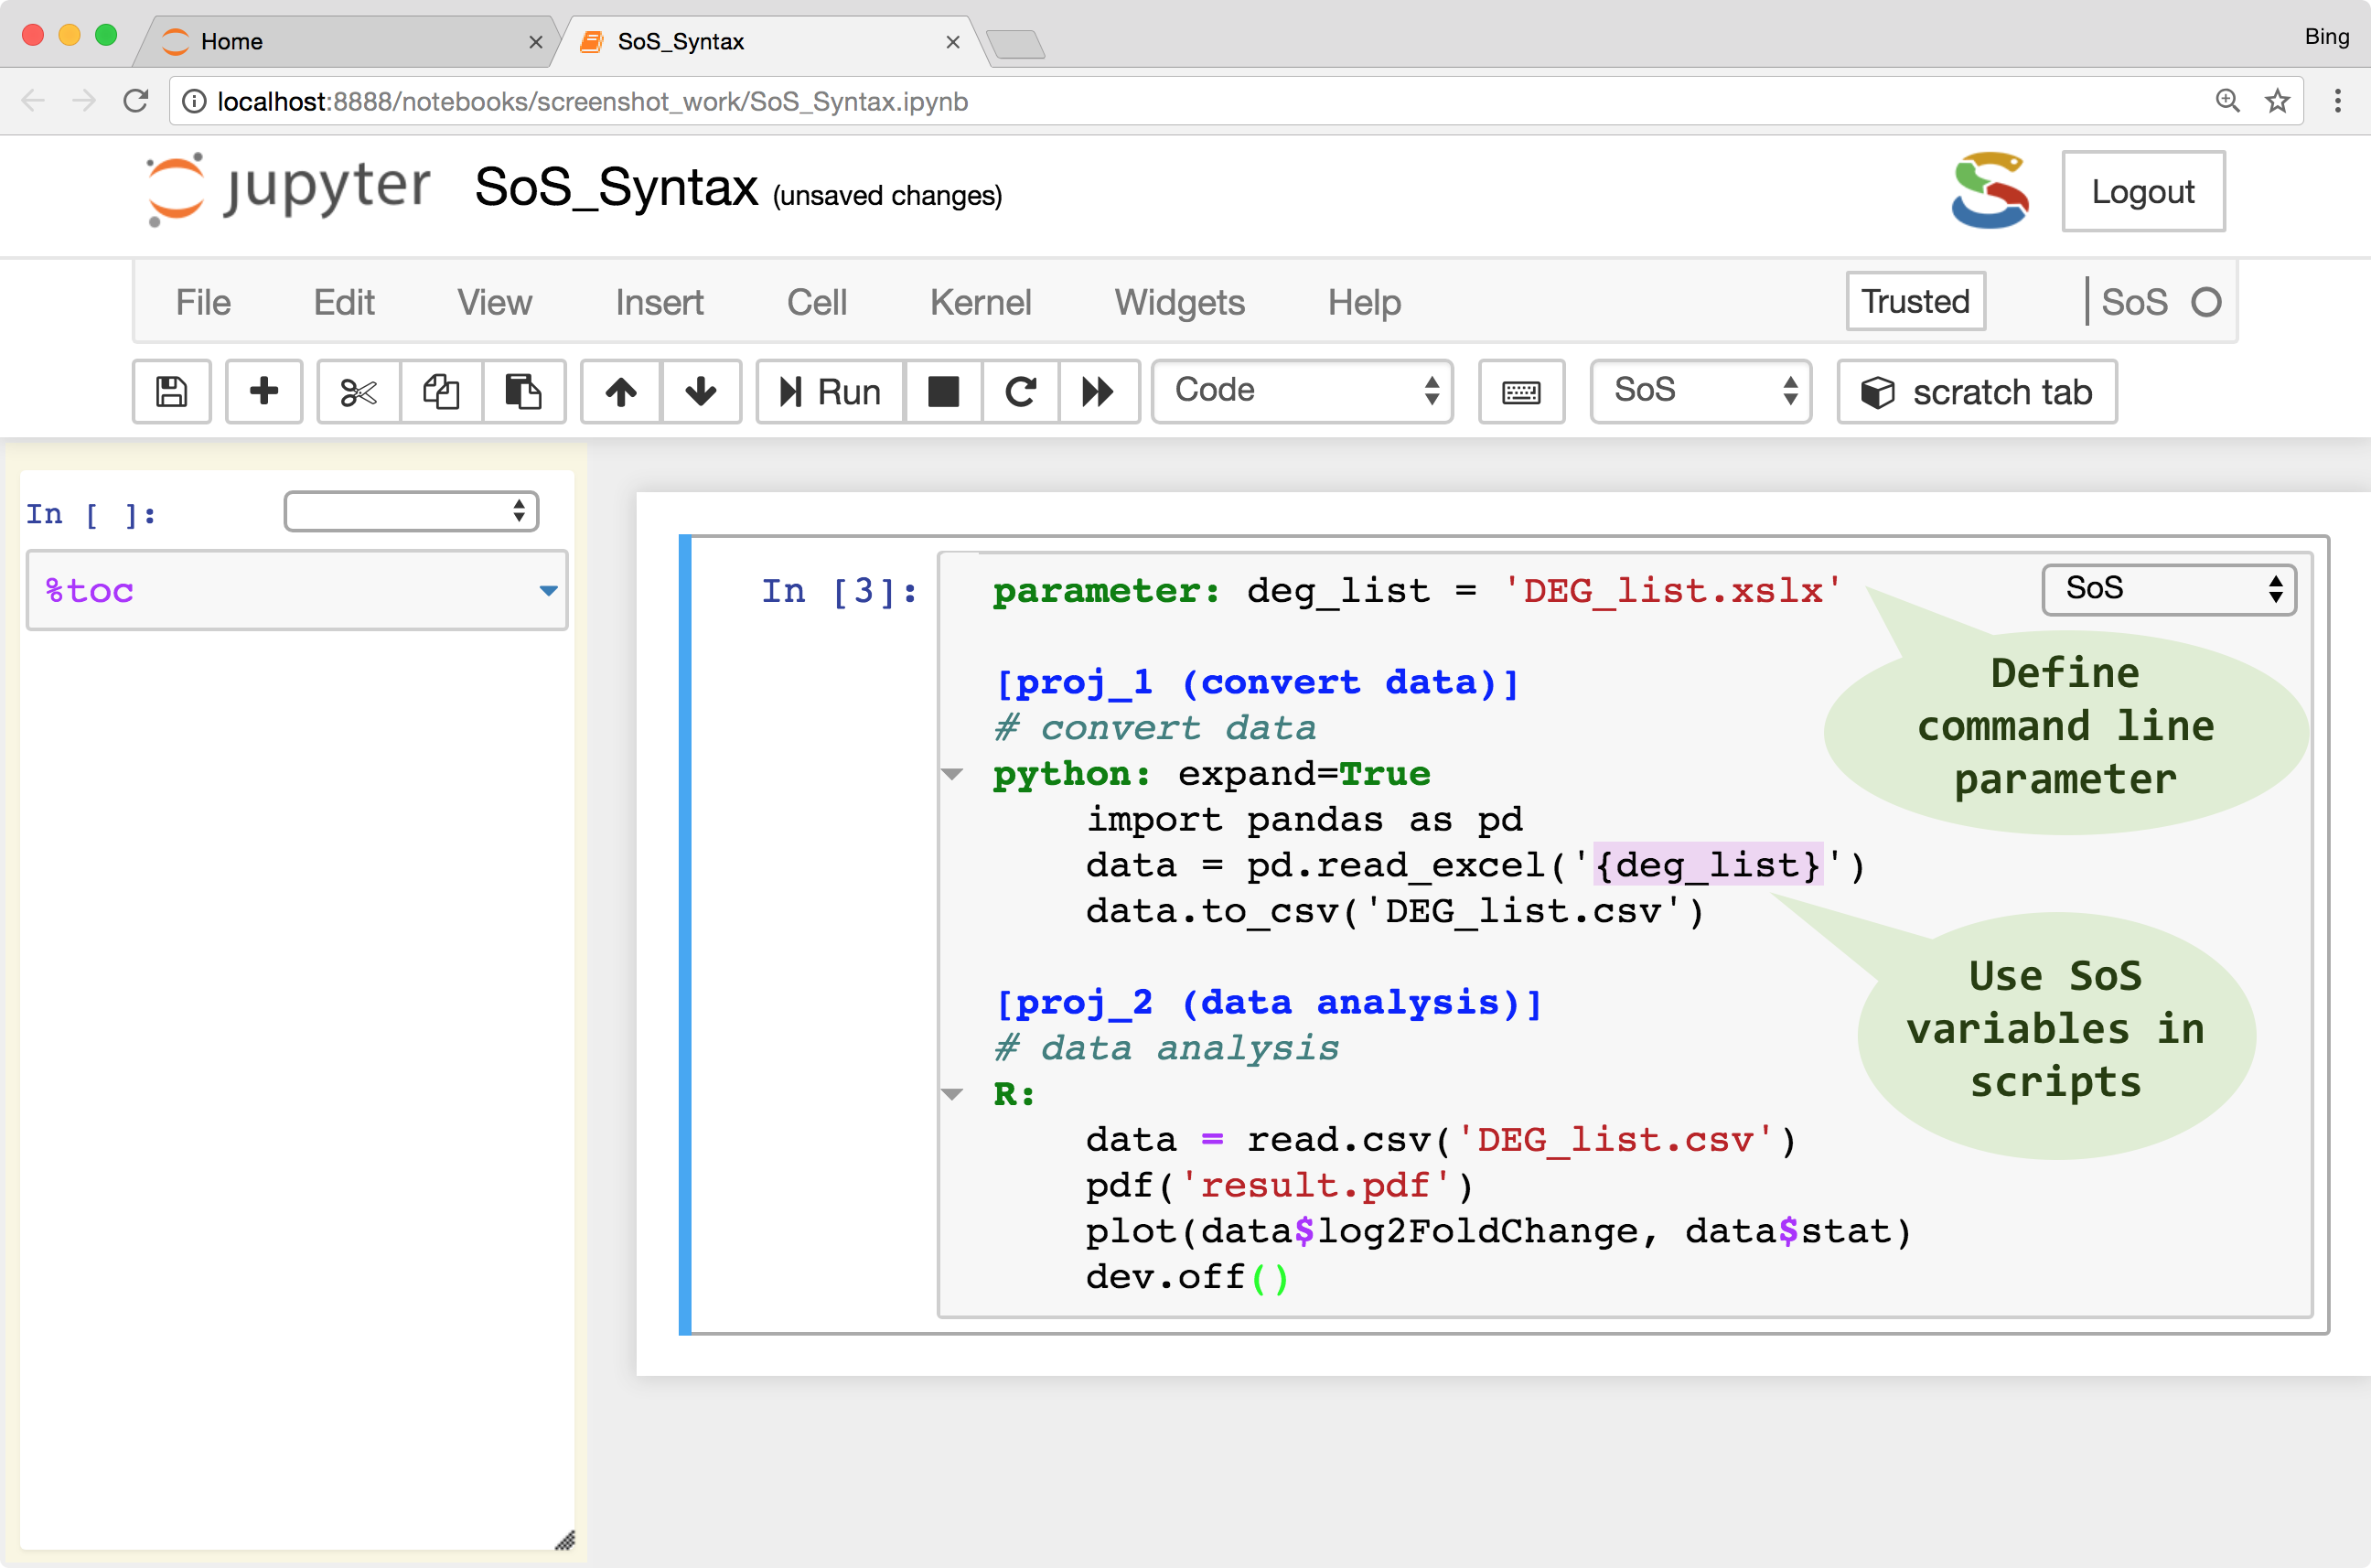 Home
SoS_Syntax
Bing
localhost:8888/notebooks/screenshot_work/SoS_Syntax.ipynb
jupyter SoS_Syntax (unsaved changes)
Logout
File Edit View Insert Cell Kernel Widgets Help Trusted SoS
Run Code SoS scratch tab
In [ ]:
%toc
In [3]:
SoS
parameter: deg_list = 'DEG_list.xslx'

[proj_1 (convert data)]
# convert data
python: expand=True
    import pandas as pd
    data = pd.read_excel('{deg_list}')
    data.to_csv('DEG_list.csv')

[proj_2 (data analysis)]
# data analysis
R:
    data = read.csv('DEG_list.csv')
    pdf('result.pdf')
    plot(data$log2FoldChange, data$stat)
    dev.off()
Define
command line
parameter
Use SoS
variables in
scripts